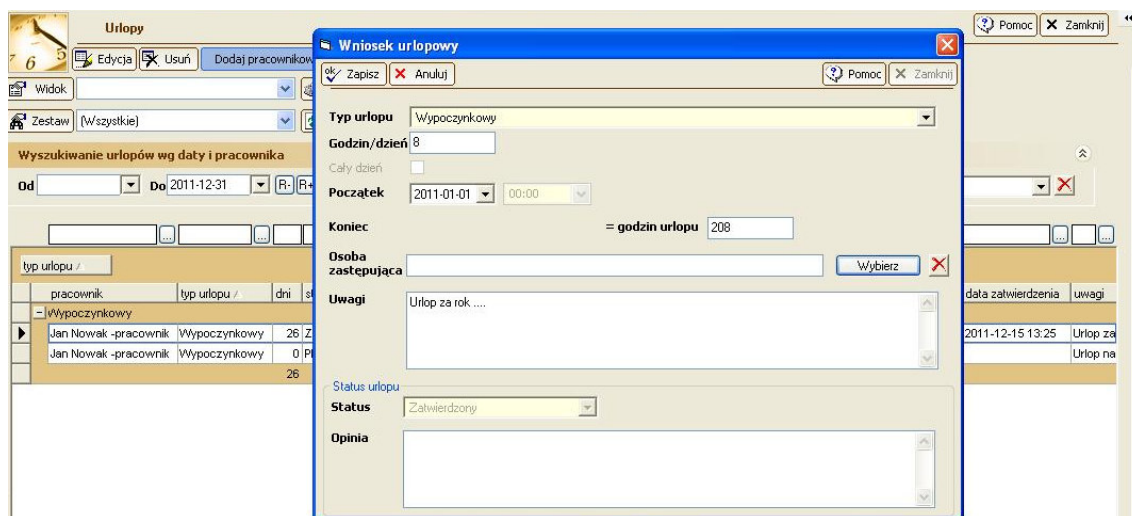 Urlopy
Pomoc Zamknij
Edycja Usuń Dodaj pracownikow
Widok
Zestaw (Wszystkie)
Wyszukiwanie urlopów wg daty i pracownika
Od Do 2011-12-31 R- R+
typ urlopu
pracownik typ urlopu dni data zatwierdzenia uwagi
Wypoczynkowy
Jan Nowak -pracownik Wypoczynkowy 26 2011-12-15 13:25 Urlop za
Jan Nowak -pracownik Wypoczynkowy 0 Urlop na
26
Wniosek urlopowy
ok Zapisz Anuluj Pomoc Zamknij
Typ urlopu Wypoczynkowy
Godzin/dzień 8
Cały dzień
Początek 2011-01-01 00:00
Koniec = godzin urlopu 208
Osoba
zastępująca Wybierz
Uwagi Urlop za rok ....
Status urlopu
Status Zatwierdzony
Opinia